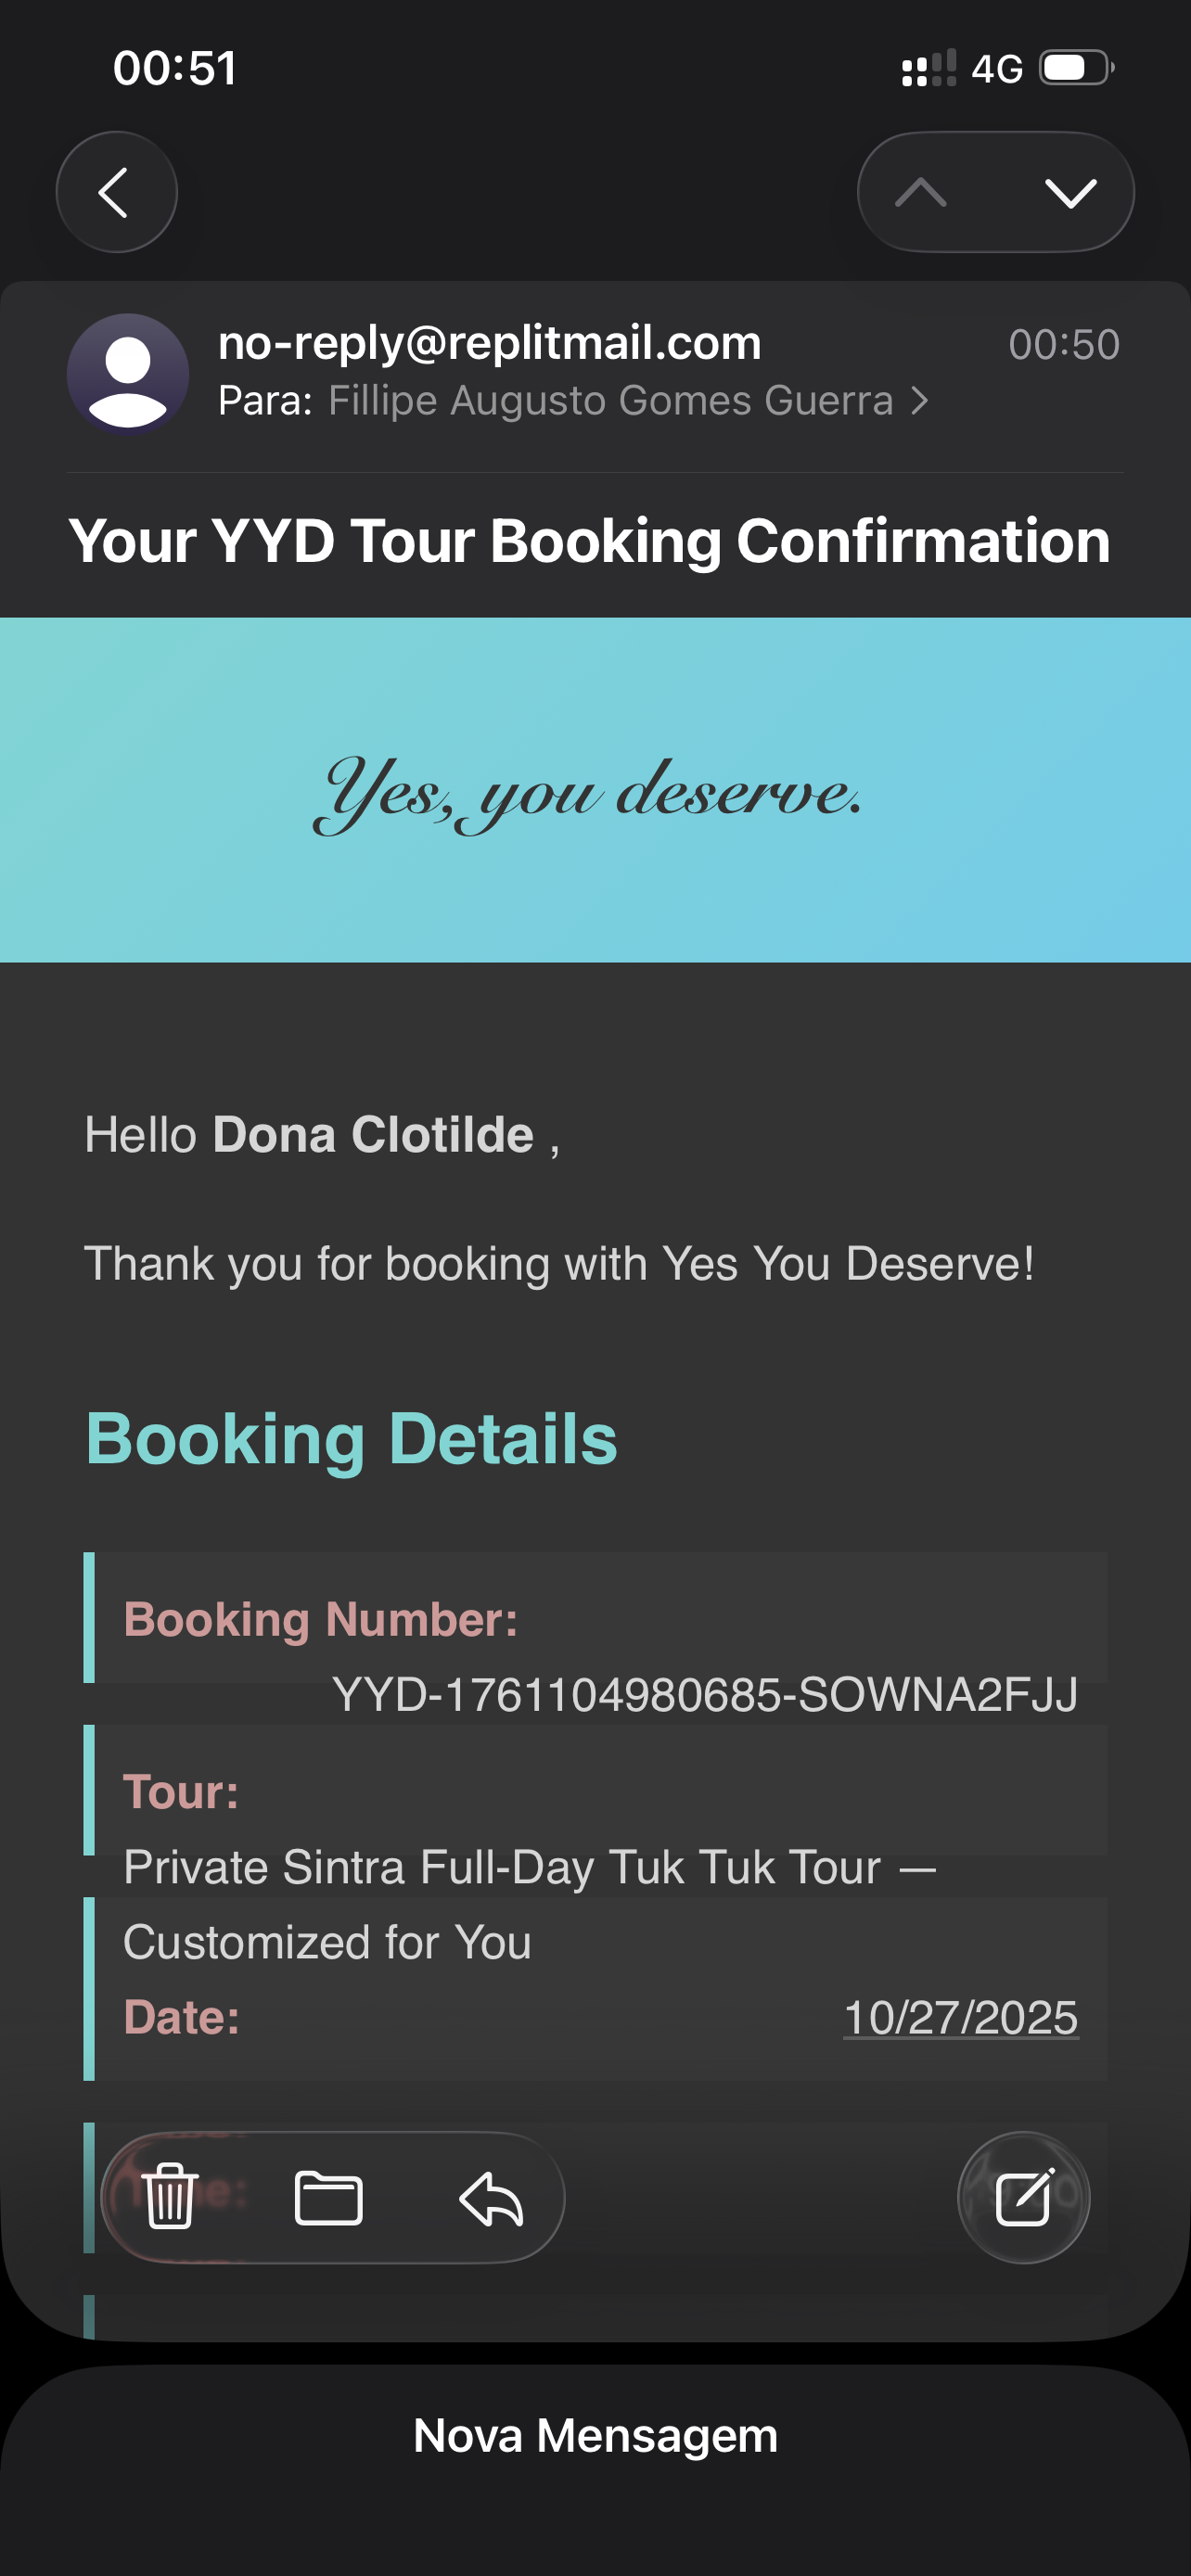 00:51
4G
no-reply@replitmail.com
00:50
Para: Fillipe Augusto Gomes Guerra
Your YYD Tour Booking Confirmation
Yes, you deserve.
Hello Dona Clotilde ,
Thank you for booking with Yes You Deserve!
Booking Details
Booking Number:
YYD-1761104980685-SOWNA2FJJ
Tour:
Private Sintra Full-Day Tuk Tuk Tour —
Customized for You
Date:
10/27/2025
Nova Mensagem